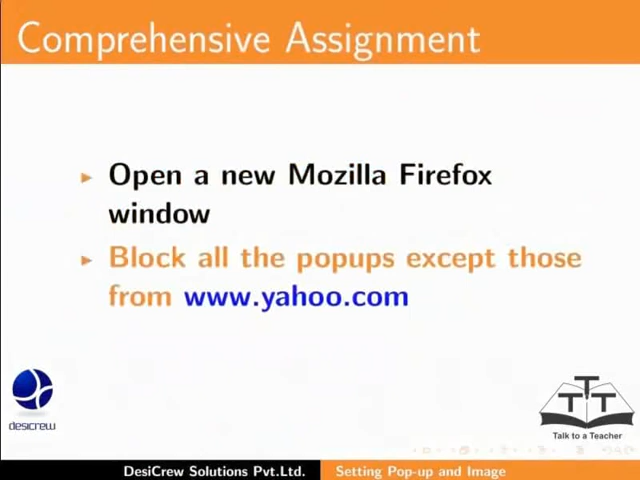 Comprehensive Assignment
Open a new Mozilla Firefox
window
Block all the popups except those
from www.yahoo.com
desicrew
TTT
Talk to a Teacher
DesiCrew Solutions Pvt.Ltd. Setting Pop-up and Image